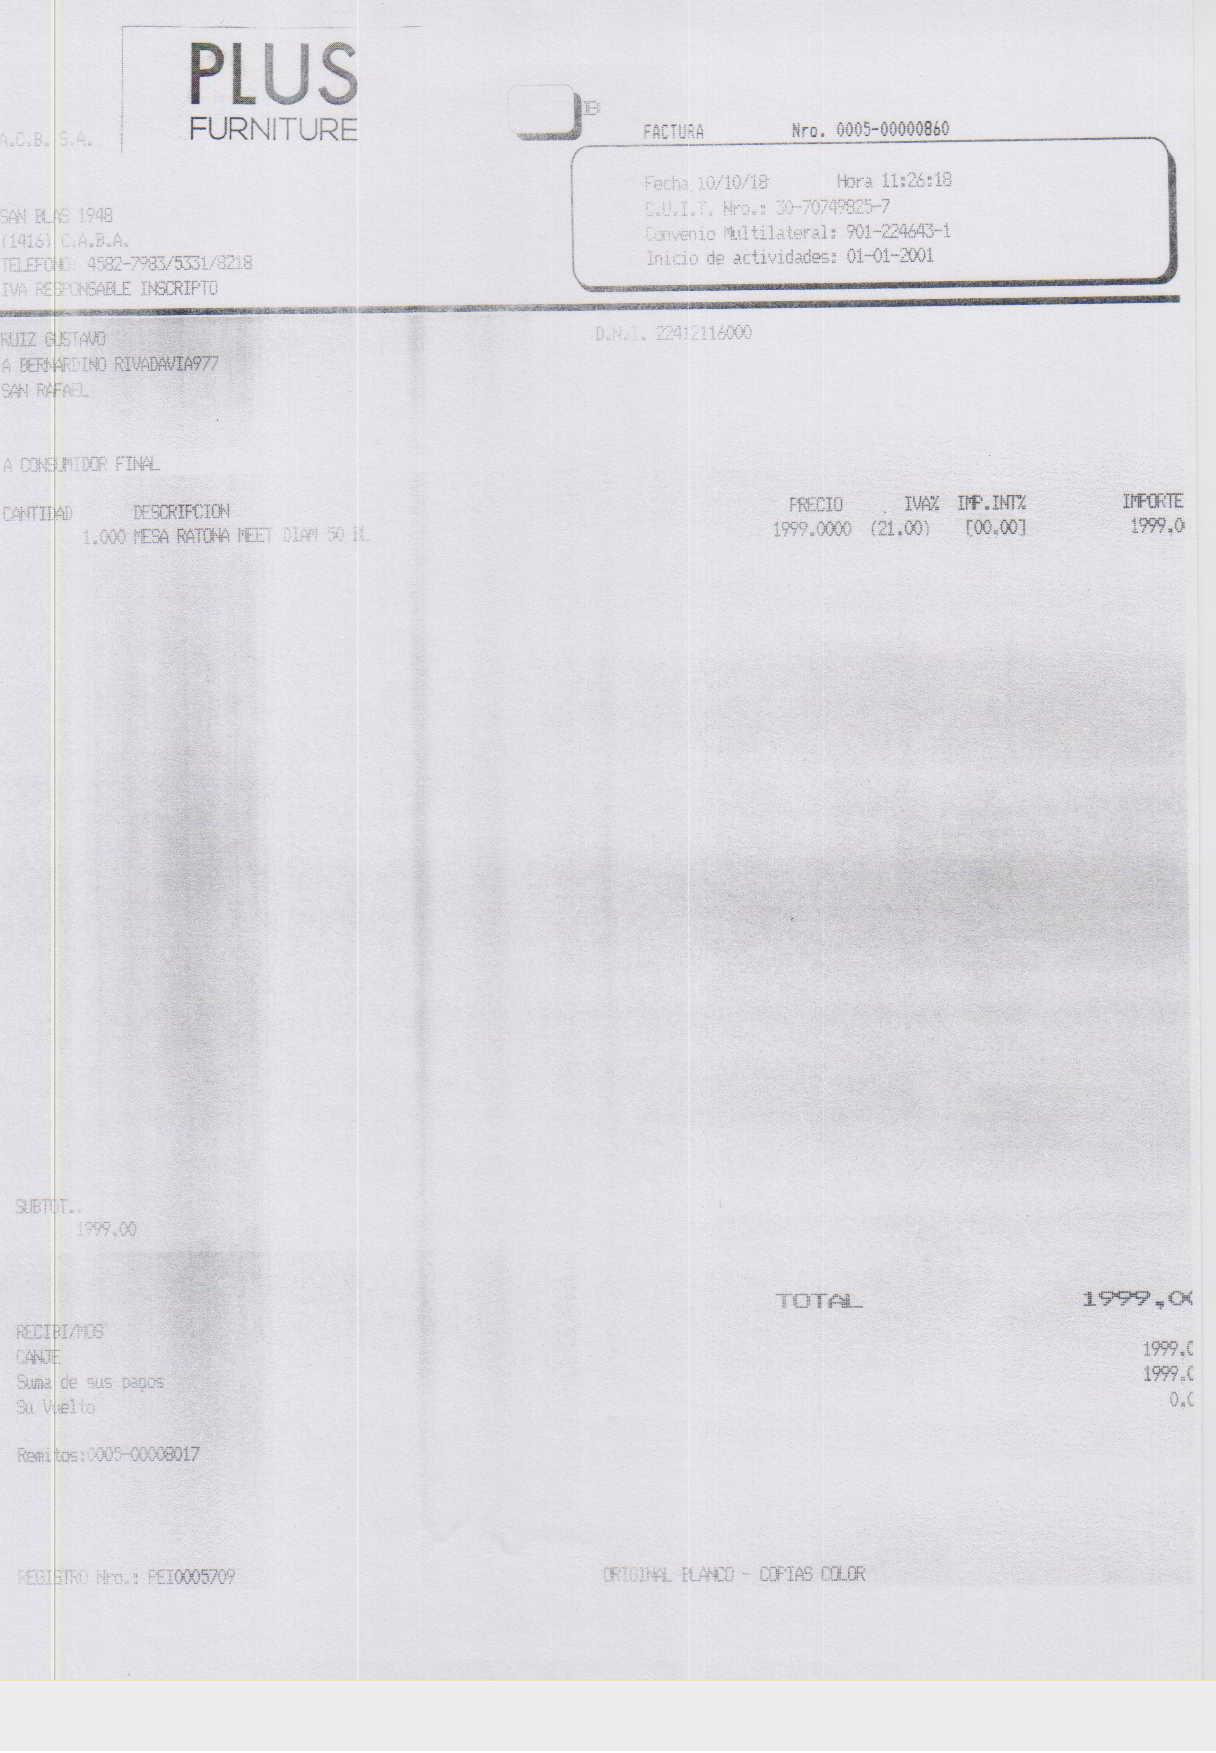 PLUS
FURNITURE
A.C.B. S.A.
FACTURA Nro. 0005-00000860
Fecha 10/10/18 Hora 11:26:18
C.U.I.T. Nro.: 30-70749825-7
Convenio Multilateral: 901-224643-1
Inicio de actividades: 01-01-2001
SAN BLAS 1948
(1416) C.A.B.A.
TELEFONO: 4582-7983/5331/8218
IVA RESPONSABLE INSCRIPTO
RUIZ GUSTAVO D.N.I. 22412116000
A BERNARDINO RIVADAVIA977
SAN RAFAEL
A CONSUMIDOR FINAL
CANTIDAD DESCRIPCION PRECIO IVA% IMP.INT% IMPORTE
1.000 MESA RATONA MEET DIAM 50 1999.0000 (21.00) [00.00] 1999.0
SUBTOT..
1999.00
TOTAL 1999,00
RECIBI/MOS
CANJE 1999.0
Suma de sus pagos 1999.0
Su Vuelto 0.0
Remitos:0005-00008017
REGISTRO Nro.: PEI0005709 ORIGINAL BLANCO - COPIAS COLOR